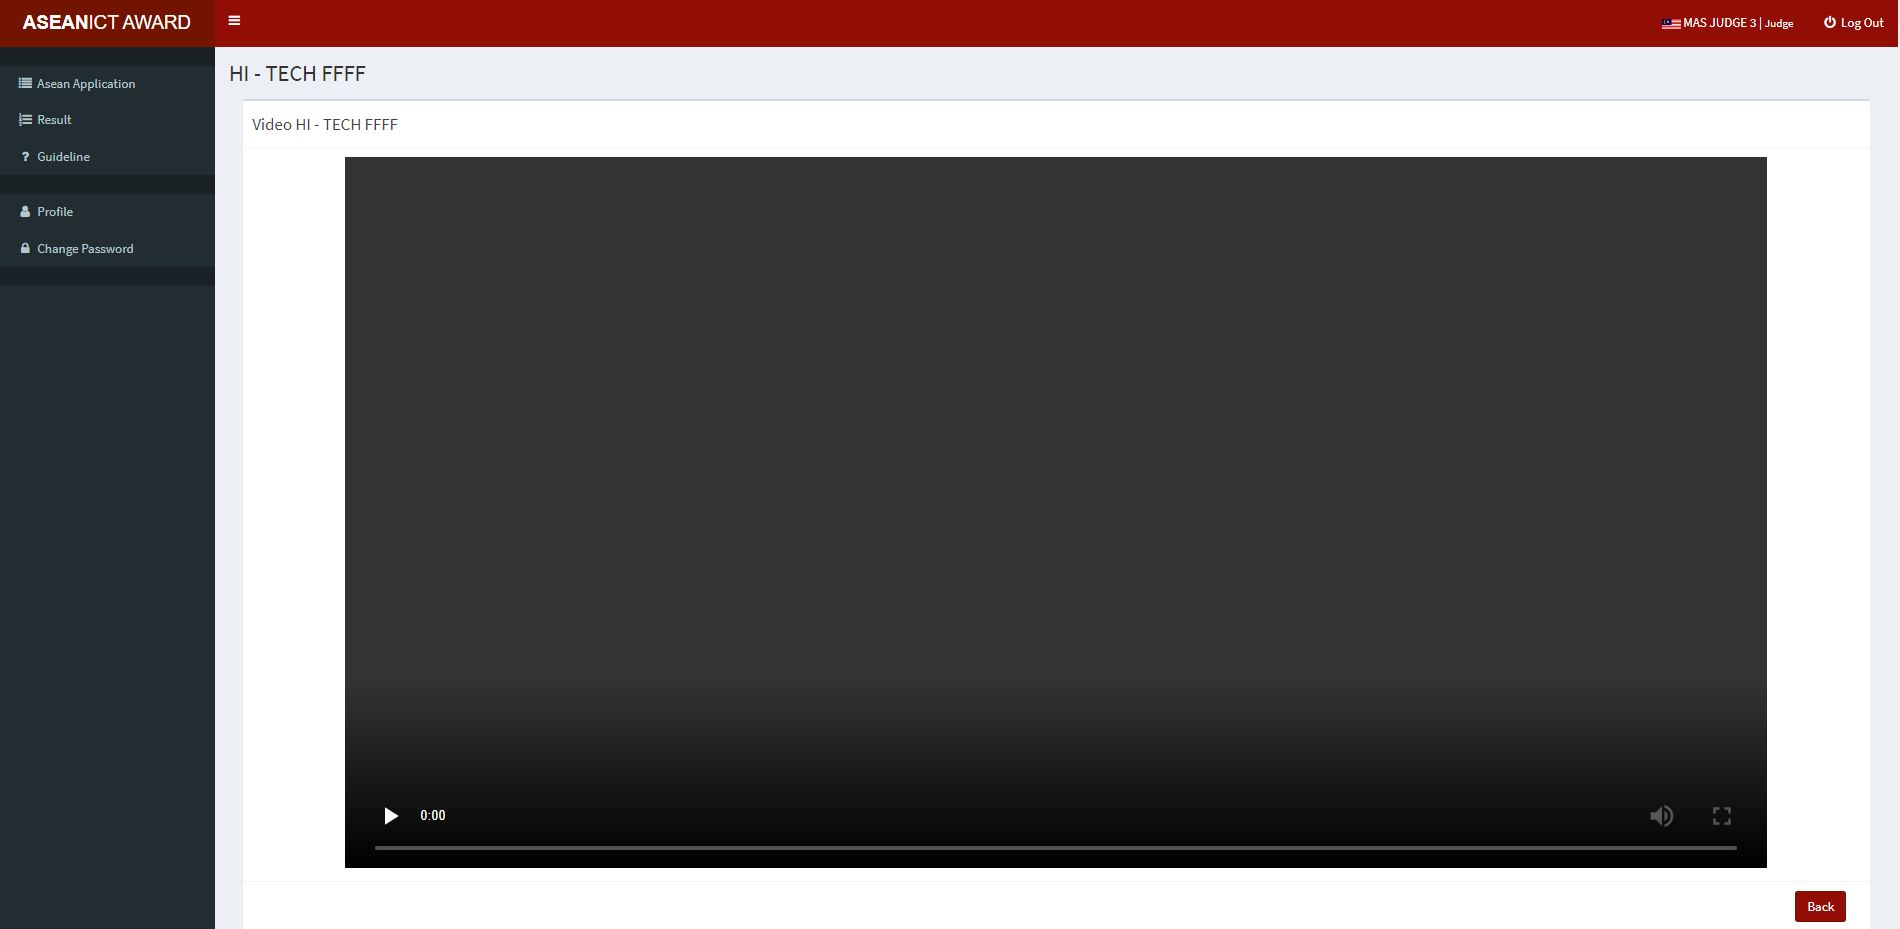 ASEANICT AWARD
MAS JUDGE 3 | Judge
Log Out
Asean Application
Result
Guideline
Profile
Change Password
HI - TECH FFFF
Video HI - TECH FFFF
0:00
Back